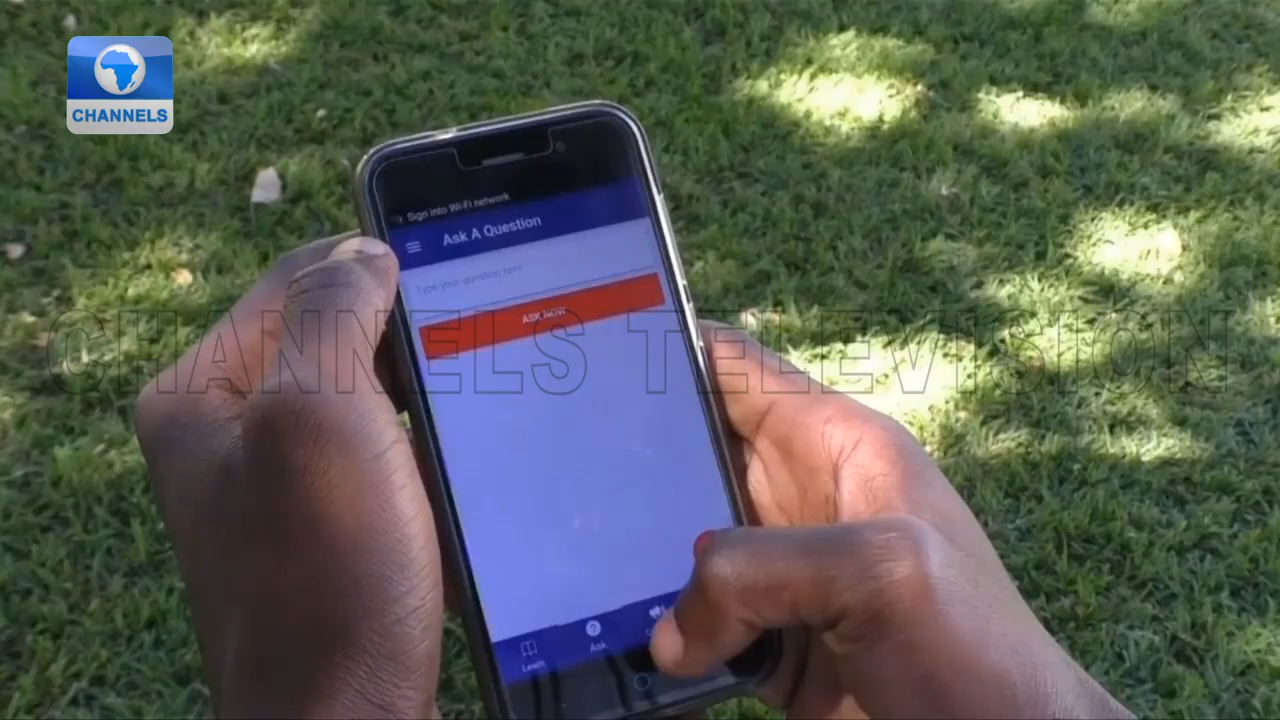 CHANNELS
Sign into Wi-Fi network
Ask A Question
Type your question here
ASK NOW
CHANNELS TELEVISION
Learn
Ask